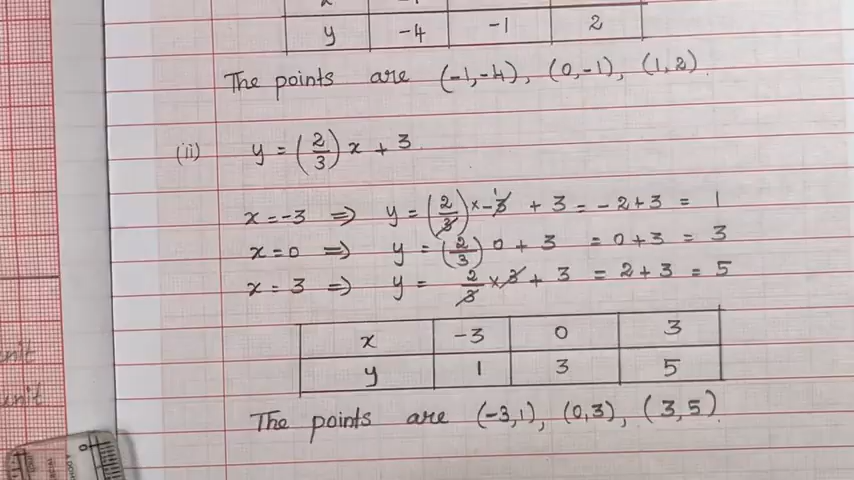 y -4 -1 2
The points are (-1,-4), (0,-1), (1,2).
(ii) y = (2/3) x + 3
x = -3 ⇒ y = (2/3) × -3 1 + 3 = -2+3 = 1
x = 0 ⇒ y = (2/3) 0 + 3 = 0+3 = 3
x = 3 ⇒ y = 2/3 × 3 + 3 = 2+3 = 5
x -3 0 3
y 1 3 5
The points are (-3,1), (0,3), (3,5)